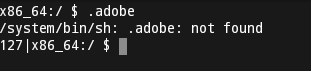 x86_64:/ $ .adobe
/system/bin/sh: .adobe: not found
127|x86_64:/ $